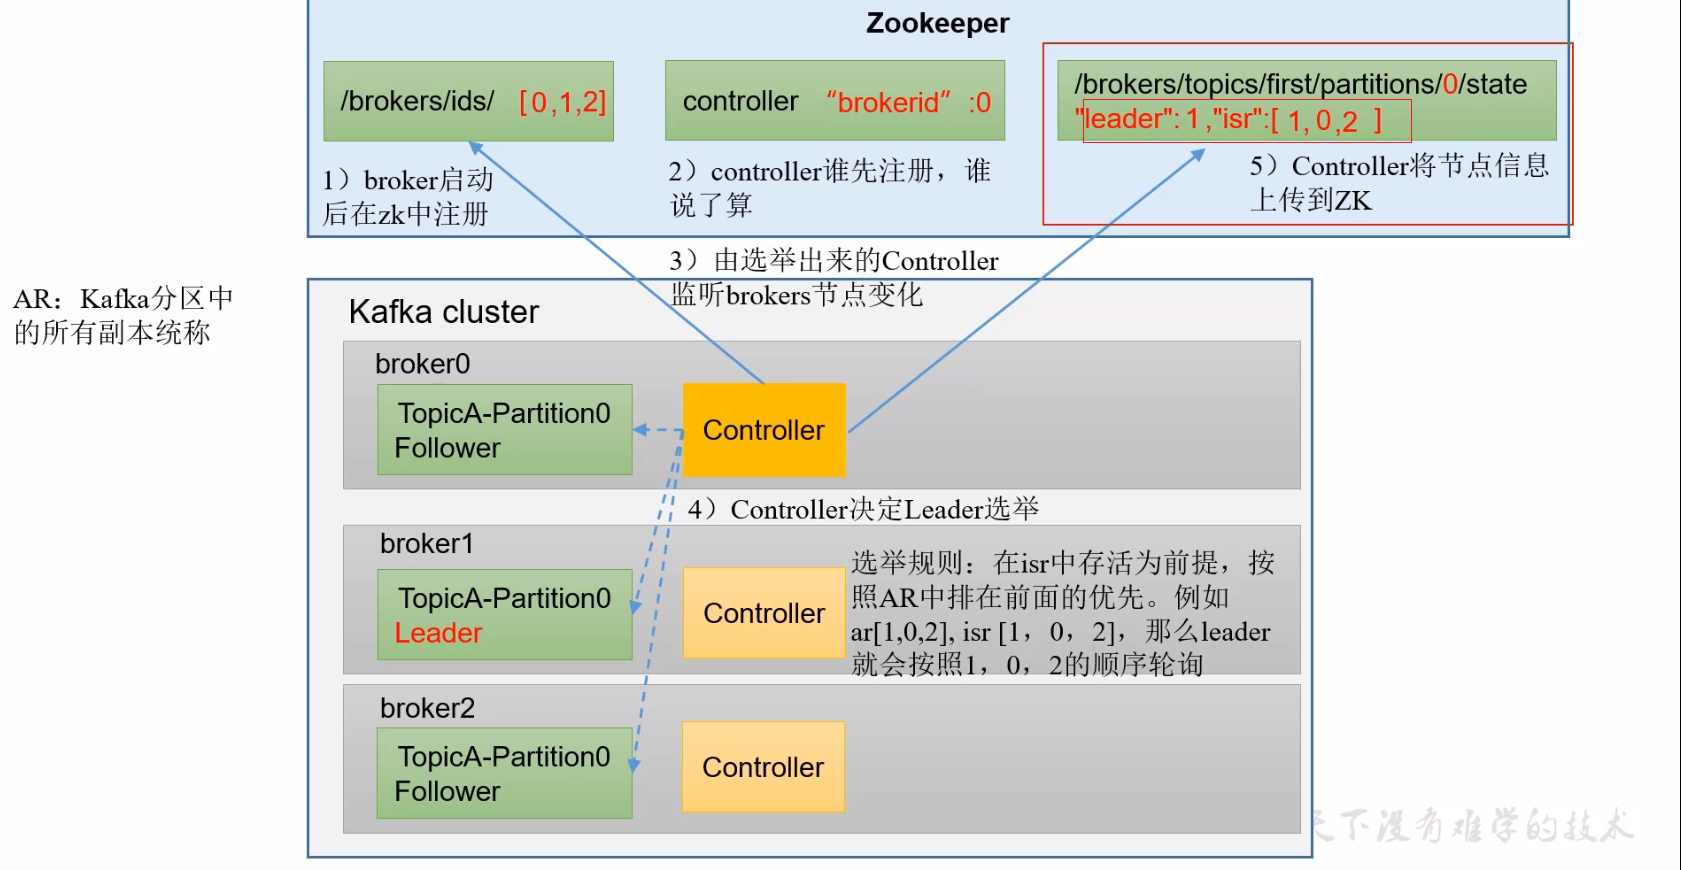 Zookeeper
/brokers/ids/ [0,1,2]
controller “brokerid” :0
/brokers/topics/first/partitions/0/state
"leader": 1 ,"isr":[ 1, 0,2 ]
1）broker启动
后在zk中注册
2）controller谁先注册，谁
说了算
5）Controller将节点信息
上传到ZK
3）由选举出来的Controller
监听brokers节点变化
AR：Kafka分区中
的所有副本统称
Kafka cluster
broker0
TopicA-Partition0
Follower
Controller
4）Controller决定Leader选举
broker1
TopicA-Partition0
Leader
Controller
选举规则：在isr中存活为前提，按
照AR中排在前面的优先。例如
ar[1,0,2], isr [1，0，2]，那么leader
就会按照1，0，2的顺序轮询
broker2
TopicA-Partition0
Follower
Controller
天下没有难学的技术